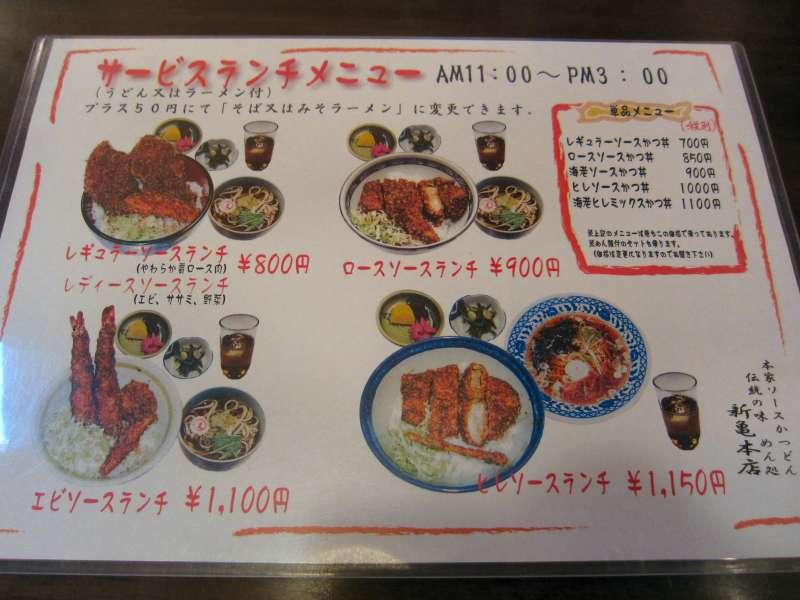 サービスランチメニュー AM11:00～PM3:00
(うどん又はラーメン付)
プラス50円にて「そば又はみそラーメン」に変更できます.
単品メニュー
(税別)
レギュラーソースかつ丼 700円
ロースソースかつ丼 850円
海老ソースかつ丼 900円
ヒレソースかつ丼 1000円
海老ヒレミックスかつ丼 1100円
レギュラーソースランチ ¥800円
(やわらか肩ロース肉)
ロースソースランチ ¥900円
レディースソースランチ
(エビ、ササミ、野菜)
エビソースランチ ¥1,100円
ヒレソースランチ ¥1,150円
本家ソースかつどん
伝統の味 めん処
新亀本店